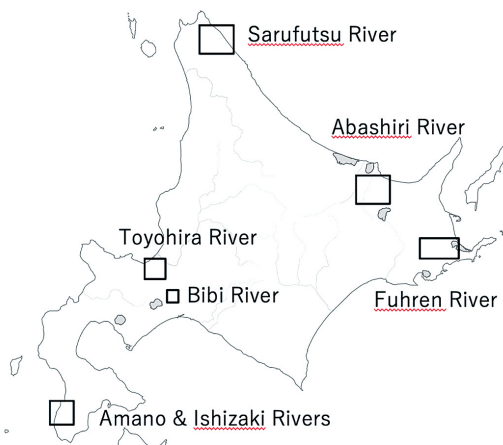 Sarufutsu River
Abashiri River
Toyohira River
Bibi River
Fuhren River
Amano & Ishizaki Rivers